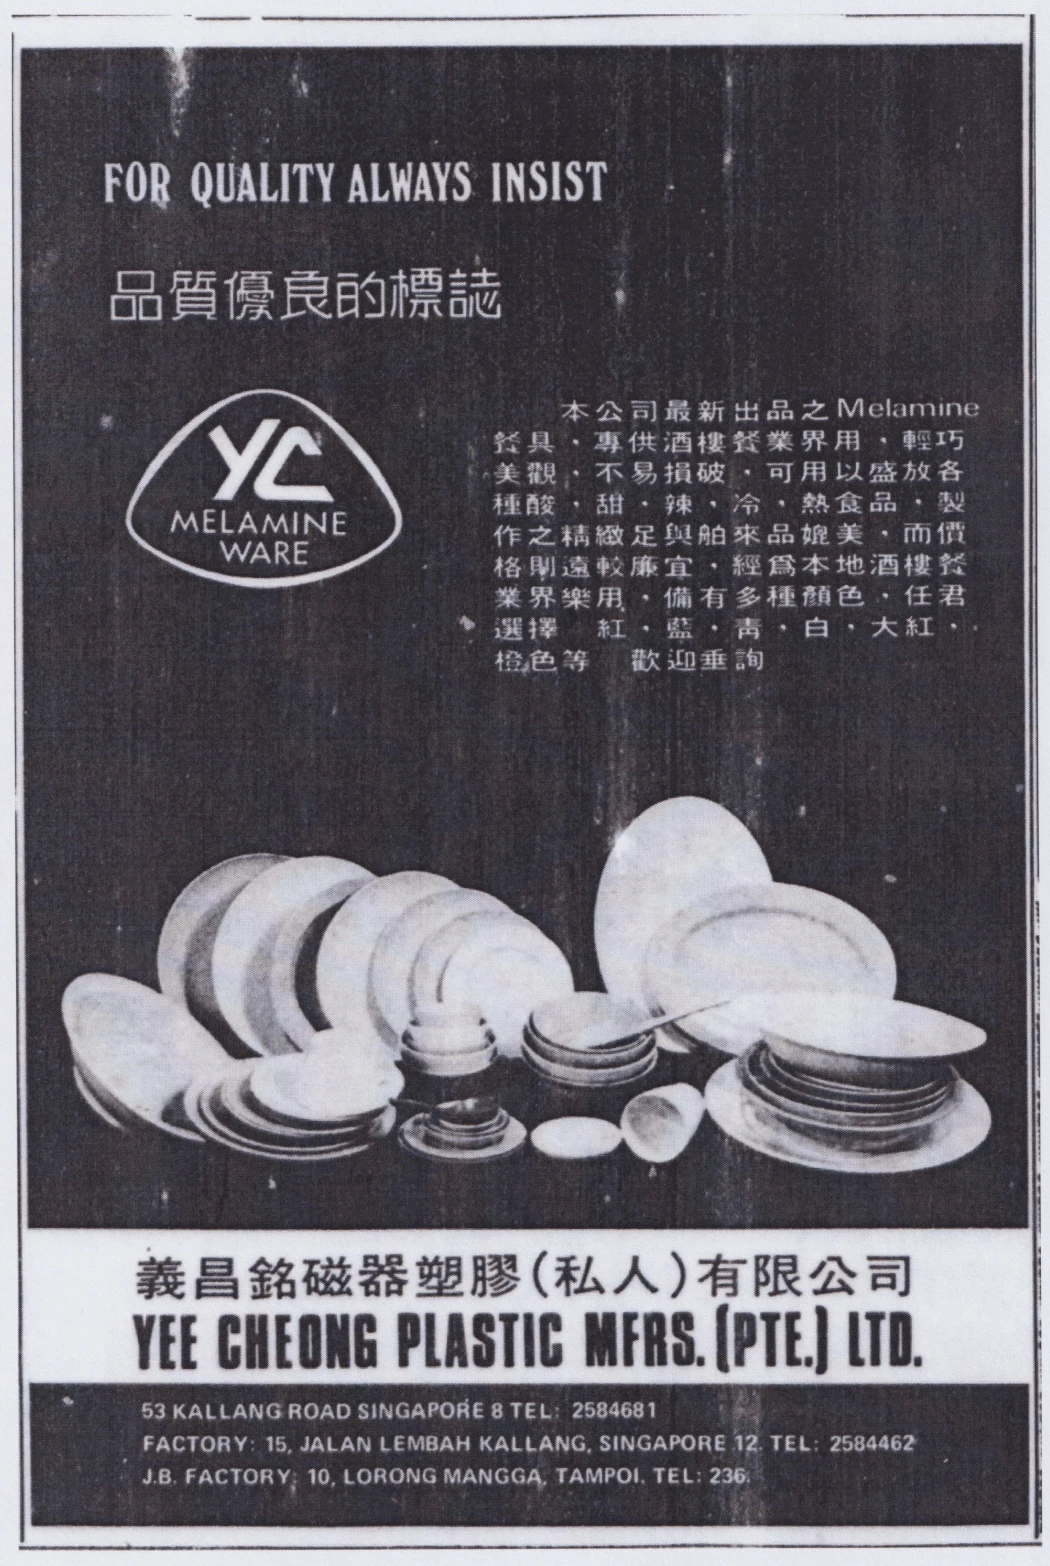 FOR QUALITY ALWAYS INSIST
品質優良的標誌
YC
MELAMINE
WARE
本公司最新出品之Melamine
餐具，專供酒樓餐業界用，輕巧
美觀，不易損破，可用以盛放各
種酸，甜，辣，冷，熱食品，製
作之精緻足與舶來品媲美，而價
格則遠較廉宜，經爲本地酒樓餐
業界樂用，備有多種顏色，任君
選擇 紅，藍，青，白，大紅，
橙色等 歡迎垂詢
義昌銘磁器塑膠(私人)有限公司
YEE CHEONG PLASTIC MFRS. (PTE.) LTD.
53 KALLANG ROAD SINGAPORE 8 TEL: 2584681
FACTORY: 15, JALAN LEMBAH KALLANG, SINGAPORE 12. TEL: 2584462
J.B. FACTORY: 10, LORONG MANGGA, TAMPOI. TEL: 236.